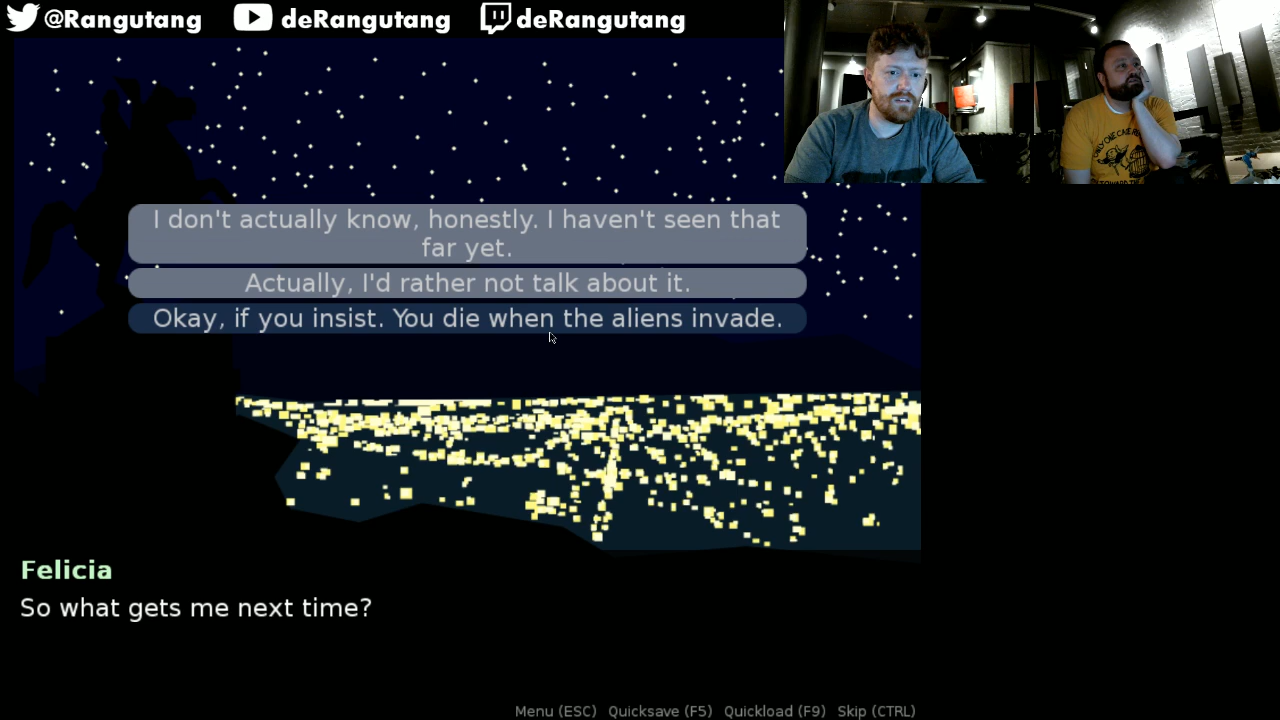 @Rangutang deRangutang deRangutang
I don't actually know, honestly. I haven't seen that
far yet.
Actually, I'd rather not talk about it.
Okay, if you insist. You die when the aliens invade.
Felicia
So what gets me next time?
Menu (ESC) Quicksave (F5) Quickload (F9) Skip (CTRL)